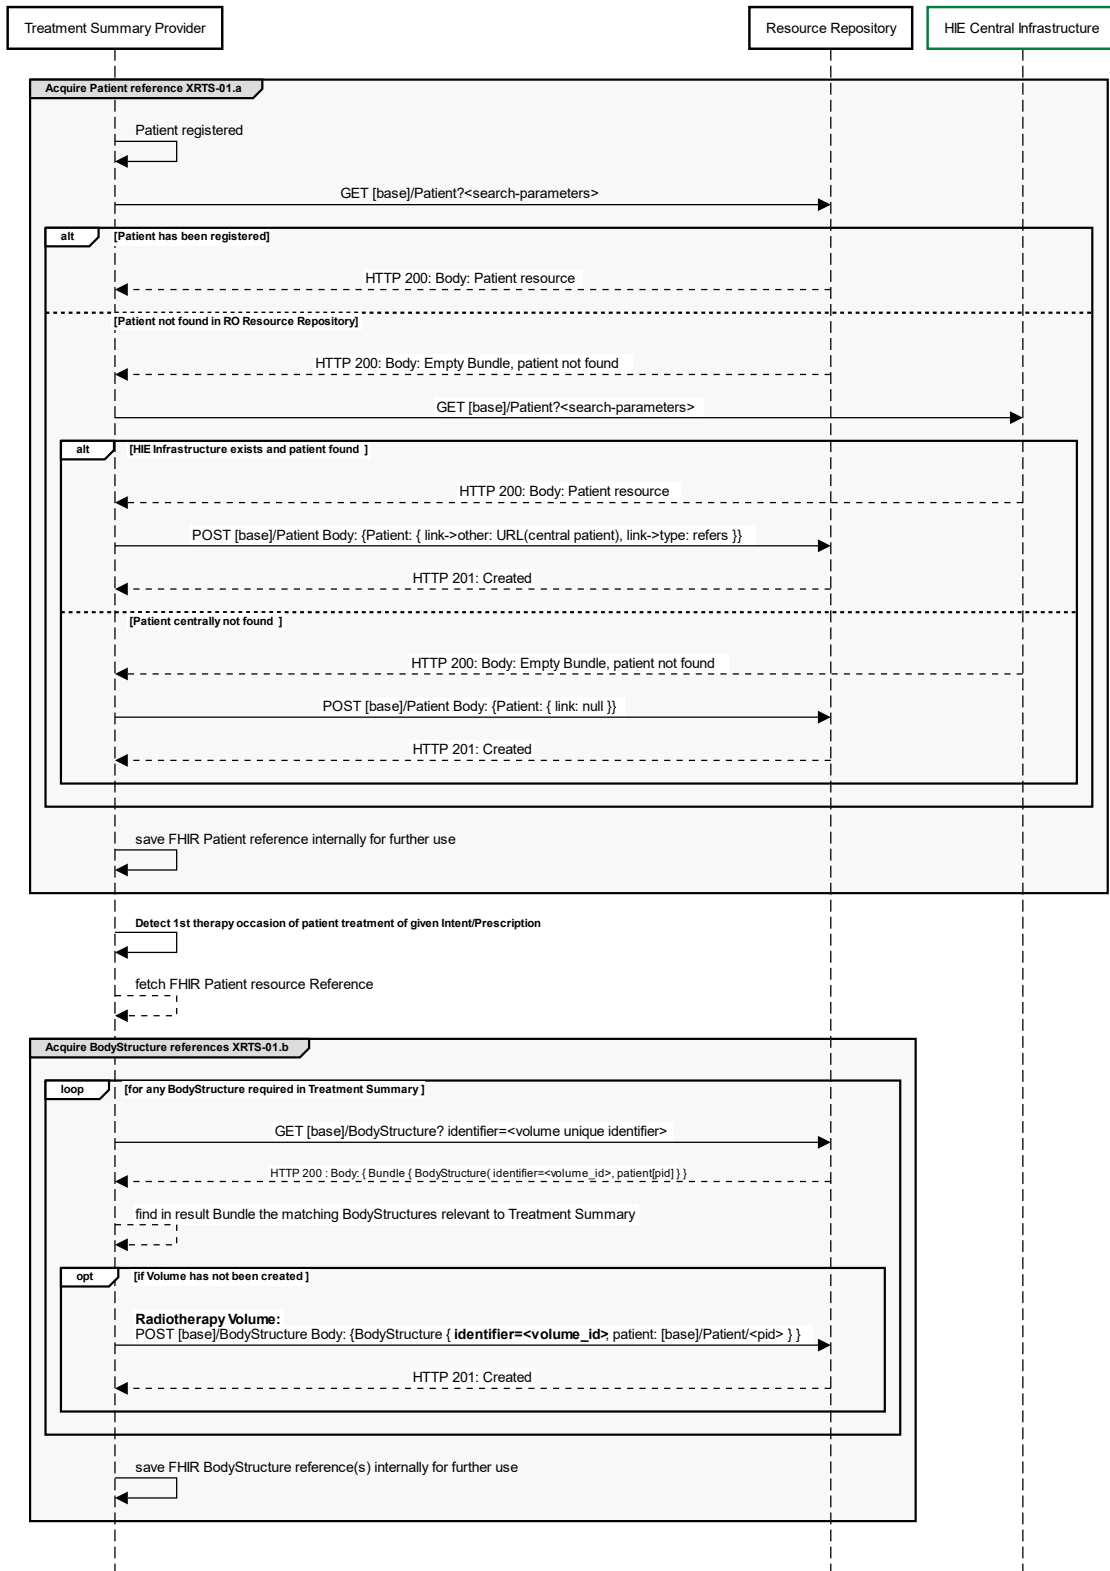 Treatment Summary Provider
Resource Repository
HIE Central Infrastructure
Acquire Patient reference XRTS-01.a
Patient registered
GET [base]/Patient?<search-parameters>
alt
[Patient has been registered]
HTTP 200: Body: Patient resource
[Patient not found in RO Resource Repository]
HTTP 200: Body: Empty Bundle, patient not found
GET [base]/Patient?<search-parameters>
alt
[HIE Infrastructure exists and patient found ]
HTTP 200: Body: Patient resource
POST [base]/Patient Body: {Patient: { link->other: URL(central patient), link->type: refers }}
HTTP 201: Created
[Patient centrally not found ]
HTTP 200: Body: Empty Bundle, patient not found
POST [base]/Patient Body: {Patient: { link: null }}
HTTP 201: Created
save FHIR Patient reference internally for further use
Detect 1st therapy occasion of patient treatment of given Intent/Prescription
fetch FHIR Patient resource Reference
Acquire BodyStructure references XRTS-01.b
loop
[for any BodyStructure required in Treatment Summary ]
GET [base]/BodyStructure? identifier=<volume unique identifier>
HTTP 200 : Body: { Bundle { BodyStructure( identifier=<volume_id>, patient[pid] } }
find in result Bundle the matching BodyStructures relevant to Treatment Summary
opt
[if Volume has not been created ]
Radiotherapy Volume:
POST [base]/BodyStructure Body: {BodyStructure { identifier=<volume_id>, patient: [base]/Patient/<pid> } }
HTTP 201: Created
save FHIR BodyStructure reference(s) internally for further use